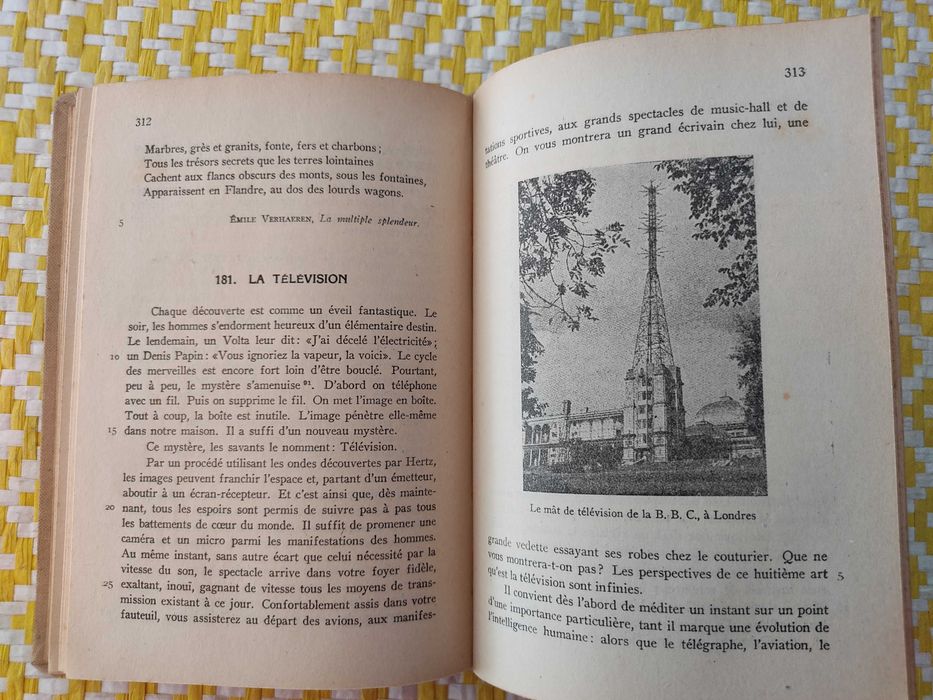 312
Marbres, grès et granits, fonte, fers et charbons ;
Tous les trésors secrets que les terres lointaines
Cachent aux flancs obscurs des monts, sous les fontaines,
Apparaissent en Flandre, au dos des lourds wagons.
5 ÉMILE VERHAEREN, La multiple splendeur.
181. LA TÉLÉVISION
Chaque découverte est comme un éveil fantastique. Le
soir, les hommes s'endorment heureux d'un élémentaire destin.
Le lendemain, un Volta leur dit : «J'ai décelé l'électricité» ;
10 un Denis Papin : «Vous ignoriez la vapeur, la voici». Le cycle
des merveilles est encore fort loin d'être bouclé. Pourtant,
peu à peu, le mystère s'amenuise ⁹¹. D'abord on téléphone
avec un fil. Puis on supprime le fil. On met l'image en boîte.
Tout à coup, la boîte est inutile. L'image pénètre elle-même
15 dans notre maison. Il a suffi d'un nouveau mystère.
Ce mystère, les savants le nomment : Télévision.
Par un procédé utilisant les ondes découvertes par Hertz,
les images peuvent franchir l'espace et, partant d'un émetteur,
aboutir à un écran-récepteur. Et c'est ainsi que, dès mainte-
20 nant, tous les espoirs sont permis de suivre pas à pas tous
les battements de cœur du monde. Il suffit de promener une
caméra et un micro parmi les manifestations des hommes.
Au même instant, sans autre écart que celui nécessité par la
vitesse du son, le spectacle arrive dans votre foyer fidèle,
25 exaltant, inouï, gagnant de vitesse tous les moyens de trans-
mission existant à ce jour. Confortablement assis dans votre
fauteuil, vous assisterez au départ des avions, aux manifes-
313
tations sportives, aux grands spectacles de music-hall et de
théâtre. On vous montrera un grand écrivain chez lui, une
Le mât de télévision de la B. B. C., à Londres
grande vedette essayant ses robes chez le couturier. Que ne
vous montrera-t-on pas ? Les perspectives de ce huitième art 5
qu'est la télévision sont infinies.
Il convient dès l'abord de méditer un instant sur un point
d'une importance particulière, tant il marque une évolution de
l'intelligence humaine : alors que le télégraphe, l'aviation, le